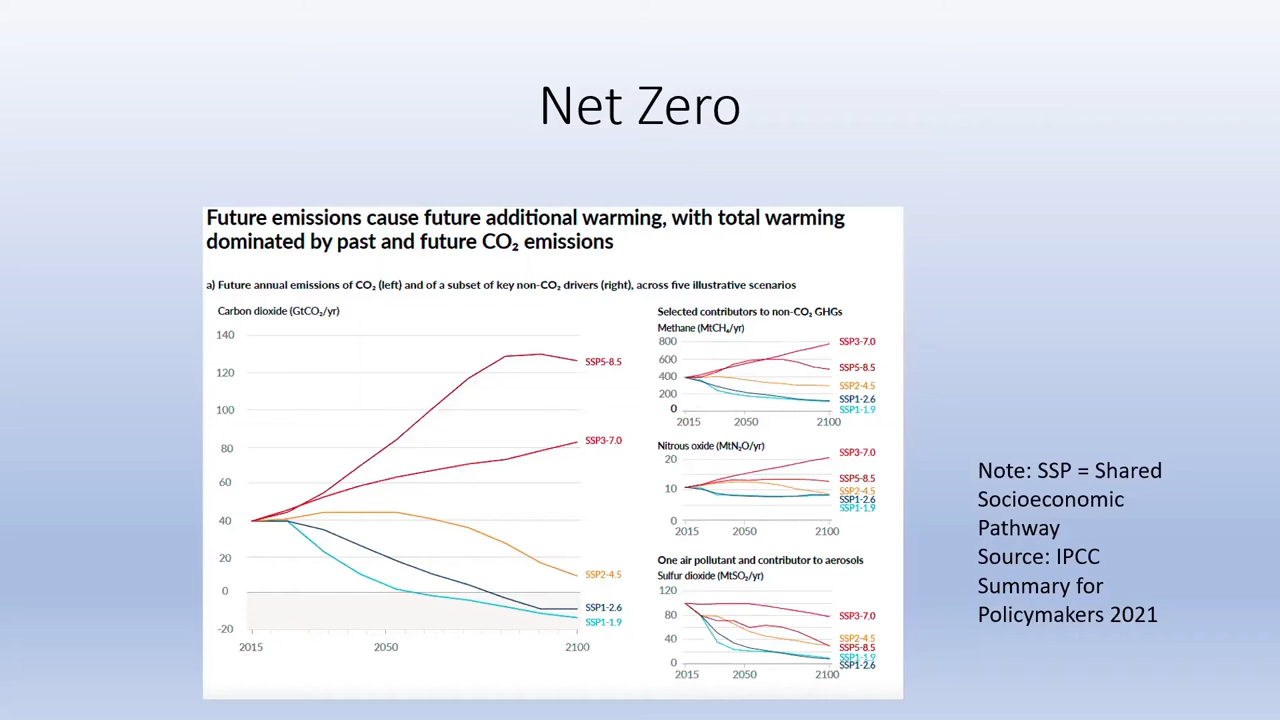 Net Zero
Future emissions cause future additional warming, with total warming
dominated by past and future CO₂ emissions
a) Future annual emissions of CO₂ (left) and of a subset of key non-CO₂ drivers (right), across five illustrative scenarios
Carbon dioxide (GtCO₂/yr)
140
120
100
80
60
40
20
0
-20
2015
2050
2100
SSP5-8.5
SSP3-7.0
SSP2-4.5
SSP1-2.6
SSP1-1.9
Selected contributors to non-CO₂ GHGs
Methane (MtCH₄/yr)
800
600
400
200
0
2015
2050
2100
SSP3-7.0
SSP5-8.5
SSP2-4.5
SSP1-2.6
SSP1-1.9
Nitrous oxide (MtN₂O/yr)
20
10
0
2015
2050
2100
SSP3-7.0
SSP5-8.5
SSP2-4.5
SSP1-2.6
SSP1-1.9
One air pollutant and contributor to aerosols
Sulfur dioxide (MtSO₂/yr)
120
80
40
0
2015
2050
2100
SSP3-7.0
SSP2-4.5
SSP5-8.5
SSP1-1.9
SSP1-2.6
Note: SSP = Shared
Socioeconomic
Pathway
Source: IPCC
Summary for
Policymakers 2021